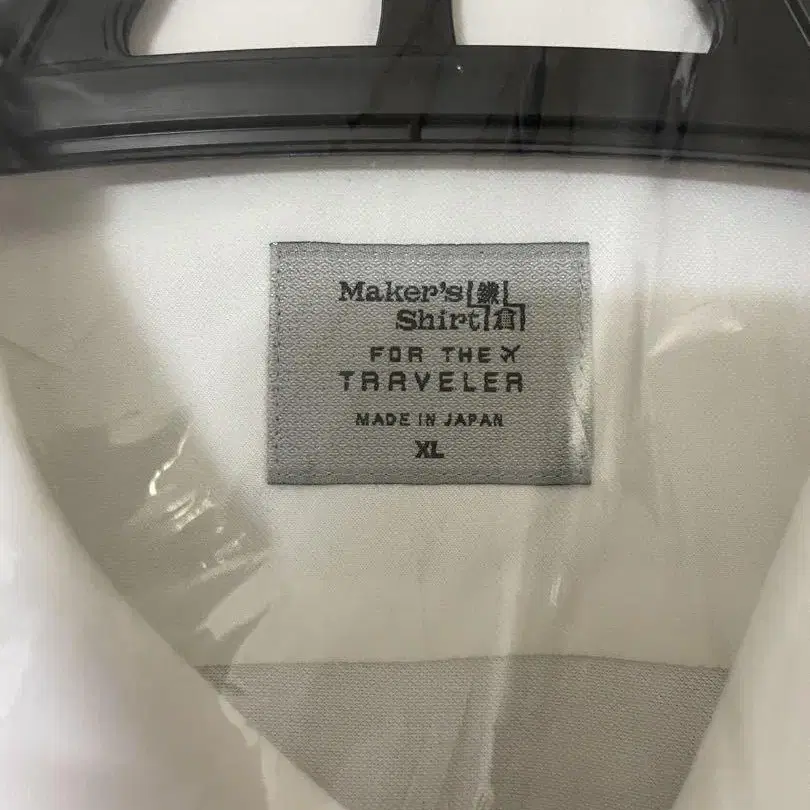 Maker's 鎌
Shirt 倉
FOR THE
TRAVELER
MADE IN JAPAN
XL